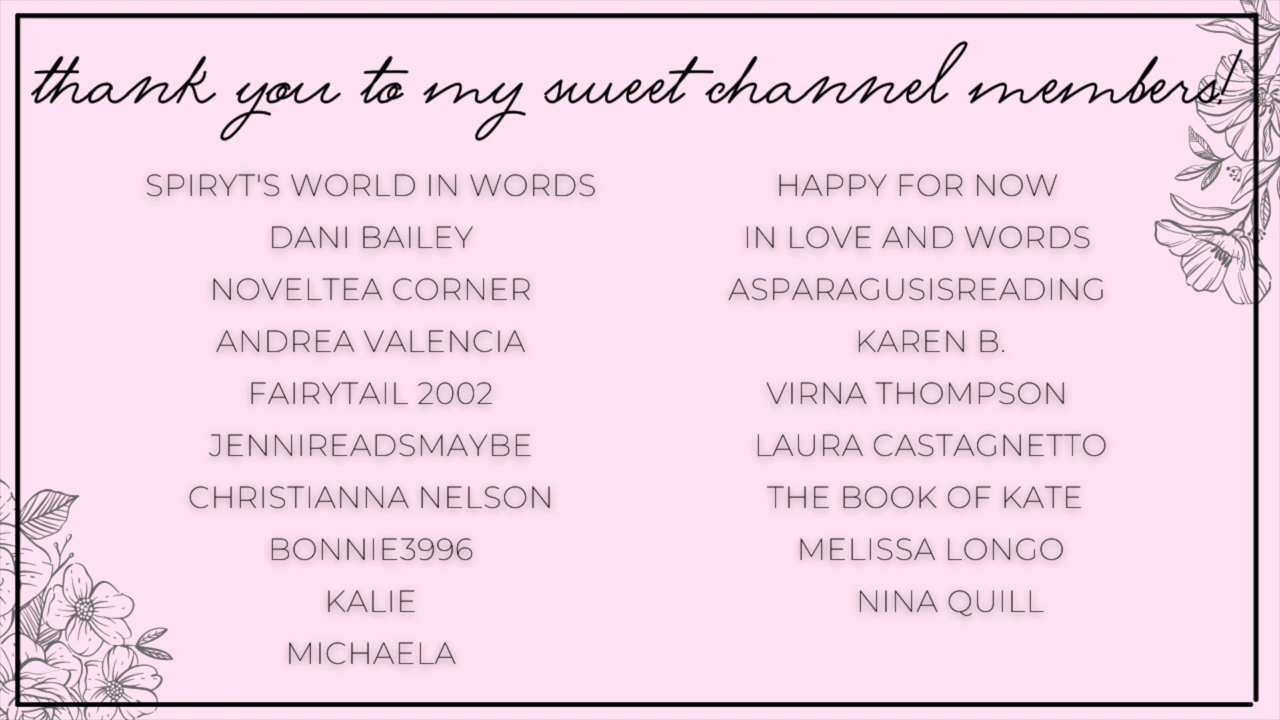 thank you to my sweet channel members!
SPIRYT'S WORLD IN WORDS
DANI BAILEY
NOVELTEA CORNER
ANDREA VALENCIA
FAIRYTAIL 2002
JENNIREADSMAYBE
CHRISTIANNA NELSON
BONNIE3996
KALIE
MICHAELA
HAPPY FOR NOW
IN LOVE AND WORDS
ASPARAGUSISREADING
KAREN B.
VIRNA THOMPSON
LAURA CASTAGNETTO
THE BOOK OF KATE
MELISSA LONGO
NINA QUILL